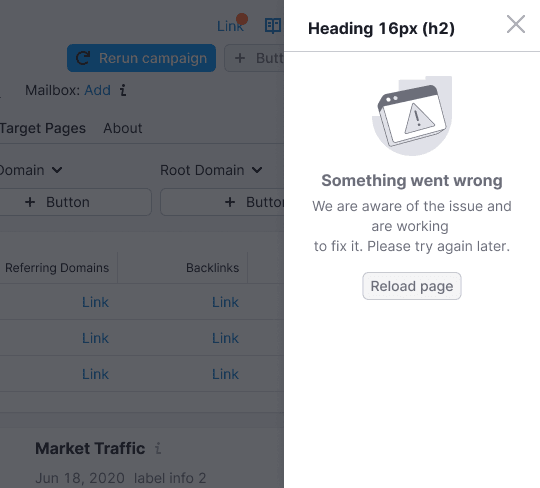 Link
Rerun campaign
+ Butt
Mailbox: Add i
Target Pages About
Domain Root Domain
+ Button + Button
Referring Domains Backlinks
Link Link
Link Link
Link Link
Market Traffic i
Jun 18, 2020 label info 2
Heading 16px (h2)
Something went wrong
We are aware of the issue and
are working
to fix it. Please try again later.
Reload page